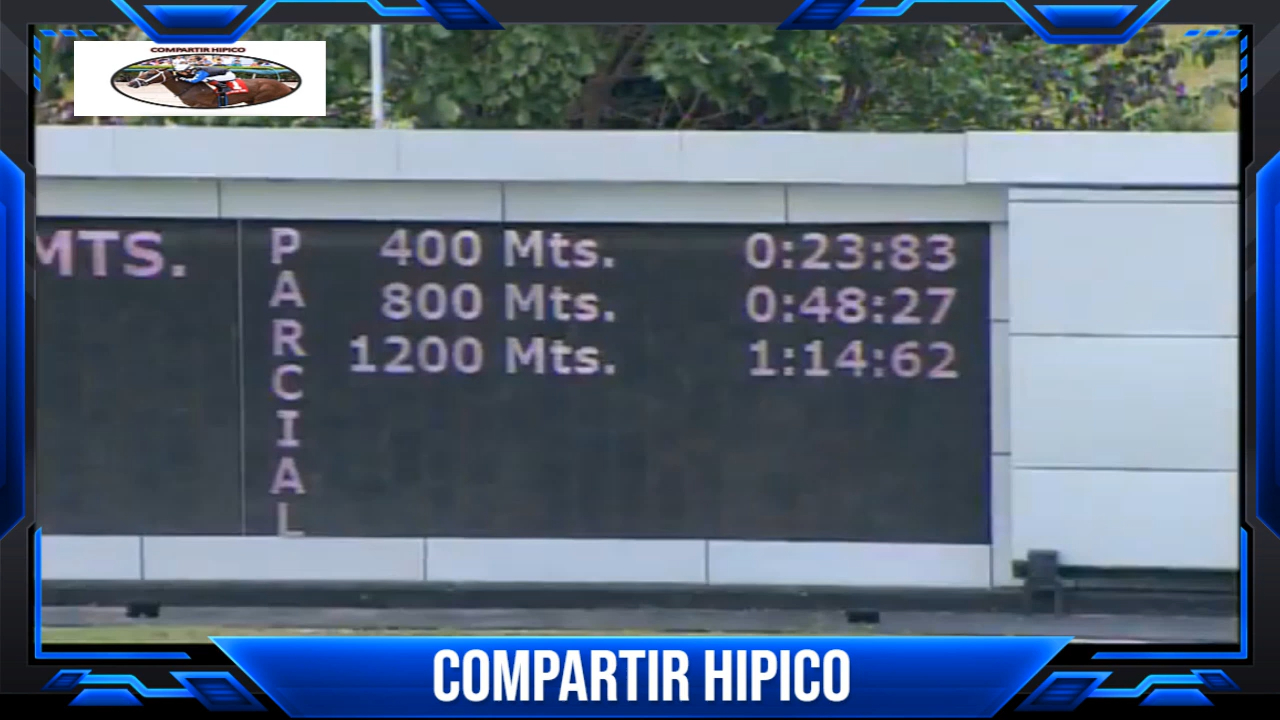 COMPARTIR HIPICO
1
MTS.
PARCIAL
400 Mts. 0:23:83
800 Mts. 0:48:27
1200 Mts. 1:14:62
COMPARTIR HIPICO